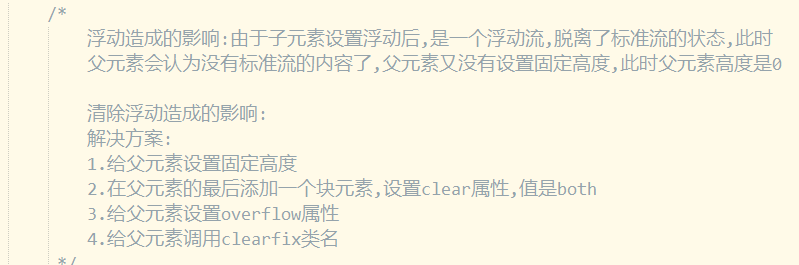 /*
浮动造成的影响:由于子元素设置浮动后,是一个浮动流,脱离了标准流的状态,此时
父元素会认为没有标准流的内容了,父元素又没有设置固定高度,此时父元素高度是0
清除浮动造成的影响:
解决方案:
1.给父元素设置固定高度
2.在父元素的最后添加一个块元素,设置clear属性,值是both
3.给父元素设置overflow属性
4.给父元素调用clearfix类名
*/